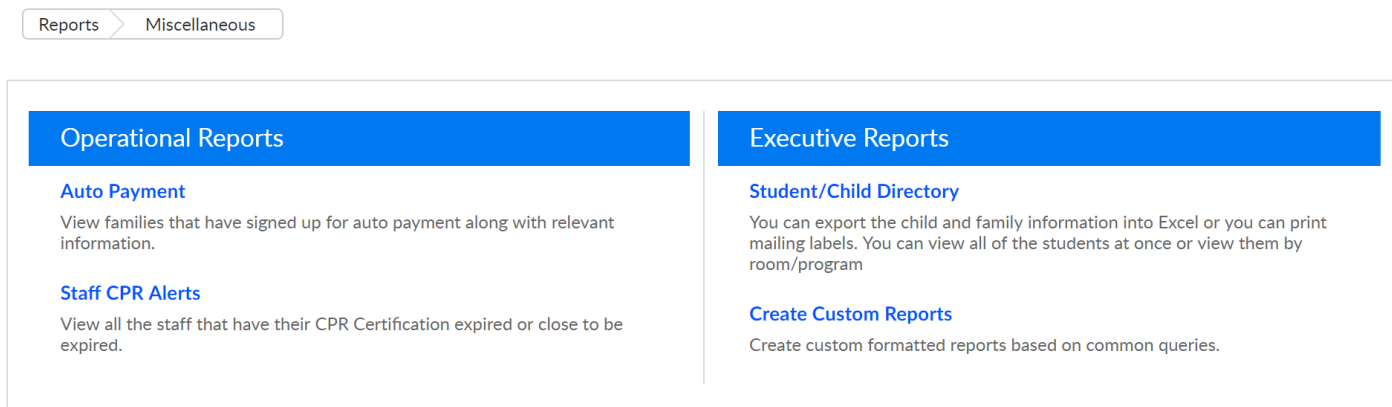 Reports
Miscellaneous
Operational Reports
Auto Payment
View families that have signed up for auto payment along with relevant
information.
Staff CPR Alerts
View all the staff that have their CPR Certification expired or close to be
expired.
Executive Reports
Student/Child Directory
You can export the child and family information into Excel or you can print
mailing labels. You can view all of the students at once or view them by
room/program
Create Custom Reports
Create custom formatted reports based on common queries.